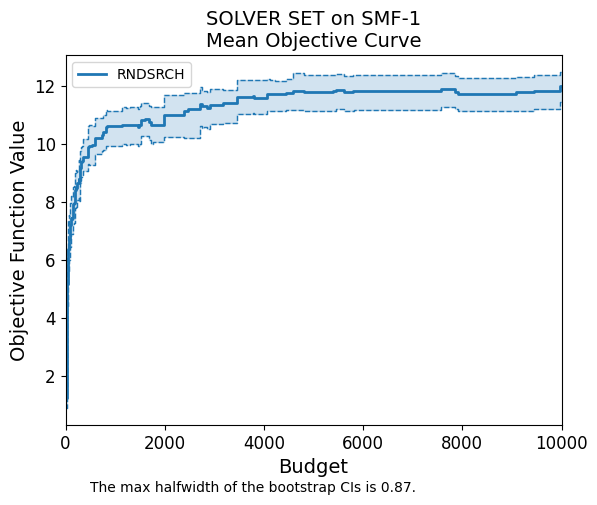 SOLVER SET on SMF-1
Mean Objective Curve
RNDSRCH
Objective Function Value
12
10
8
6
4
2
0
2000
4000
6000
8000
10000
Budget
The max halfwidth of the bootstrap CIs is 0.87.